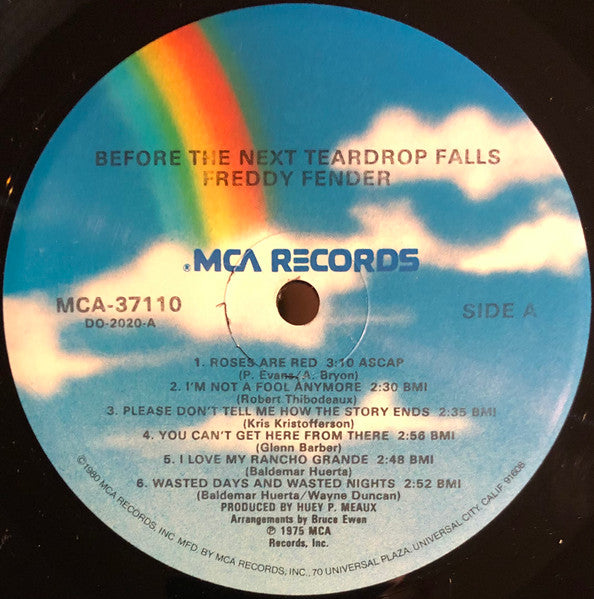 BEFORE THE NEXT TEARDROP FALLS
FREDDY FENDER
®MCA RECORDS
MCA-37110
DO-2020-A
SIDE A
1. ROSES ARE RED 3:10 ASCAP
(P. Evans/A. Bryon)
2. I'M NOT A FOOL ANYMORE 2:30 BMI
(Robert Thibodeaux)
3. PLEASE DON'T TELL ME HOW THE STORY ENDS 2:35 BMI
(Kris Kristofferson)
4. YOU CAN'T GET HERE FROM THERE 2:58 BMI
(Glenn Barber)
5. I LOVE MY RANCHO GRANDE 2:48 BMI
(Baldemar Huerta)
6. WASTED DAYS AND WASTED NIGHTS 2:52 BMI
(Baldemar Huerta/Wayne Duncan)
PRODUCED BY HUEY P. MEAUX
Arrangements by Bruce Ewen
℗ 1975 MCA
Records, Inc.
©1980 MCA RECORDS, INC. MFD. BY MCA RECORDS, INC., 70 UNIVERSAL PLAZA, UNIVERSAL CITY, CALIF. 91608